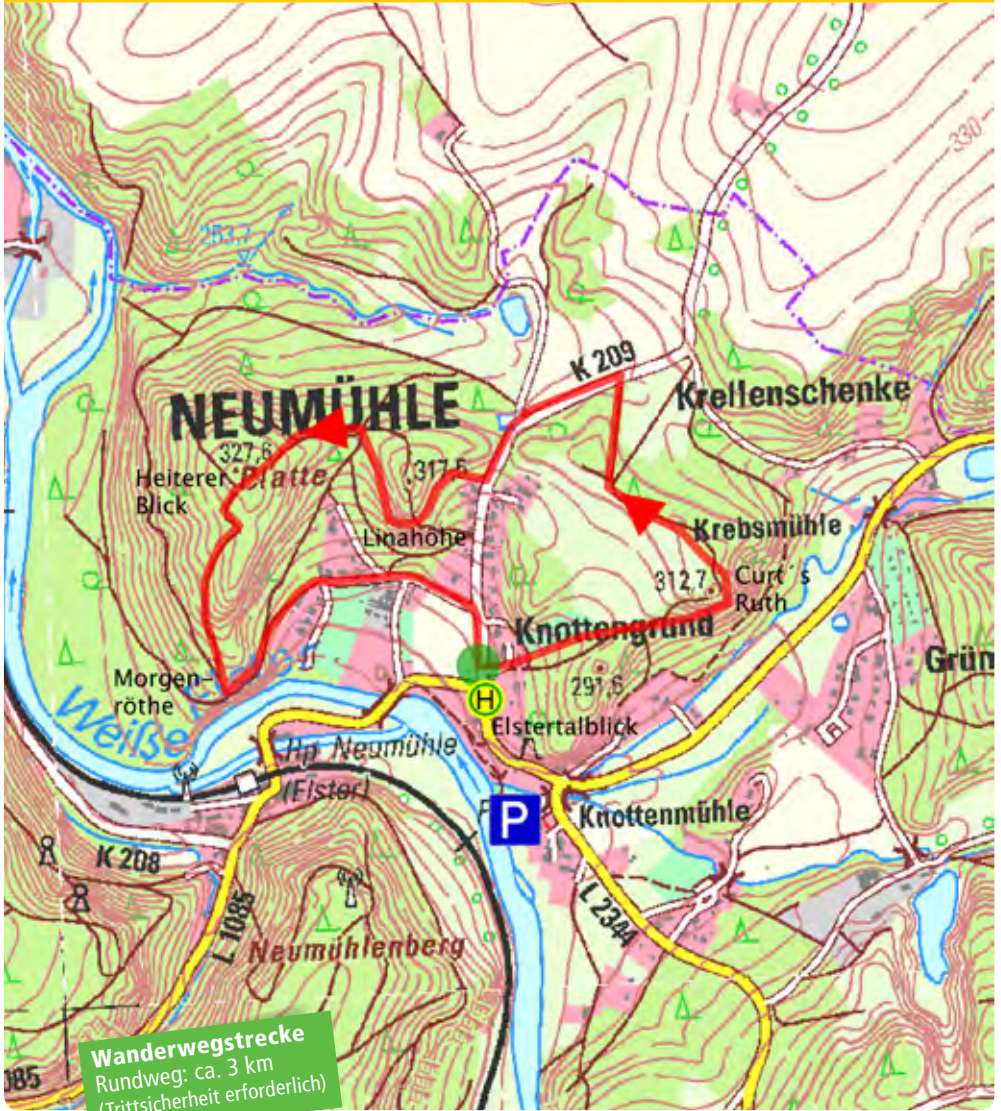 330
253,7
K 209
NEUMÜHLE
Krellenschenke
327,6
317,5
Heiterer
Blick
Platte
Linahöhe
Krebsmühle
312,7
Curt´s
Ruth
Knottengrund
Grün
Morgen-
röthe
291,6
H
Elstertalblick
Weiße
Hp Neumühle
(Elster)
P
Knottenmühle
K 208
L 1085
L 2344
Neumühlenberg
Wanderwegstrecke
Rundweg: ca. 3 km
(Trittsicherheit erforderlich)
085